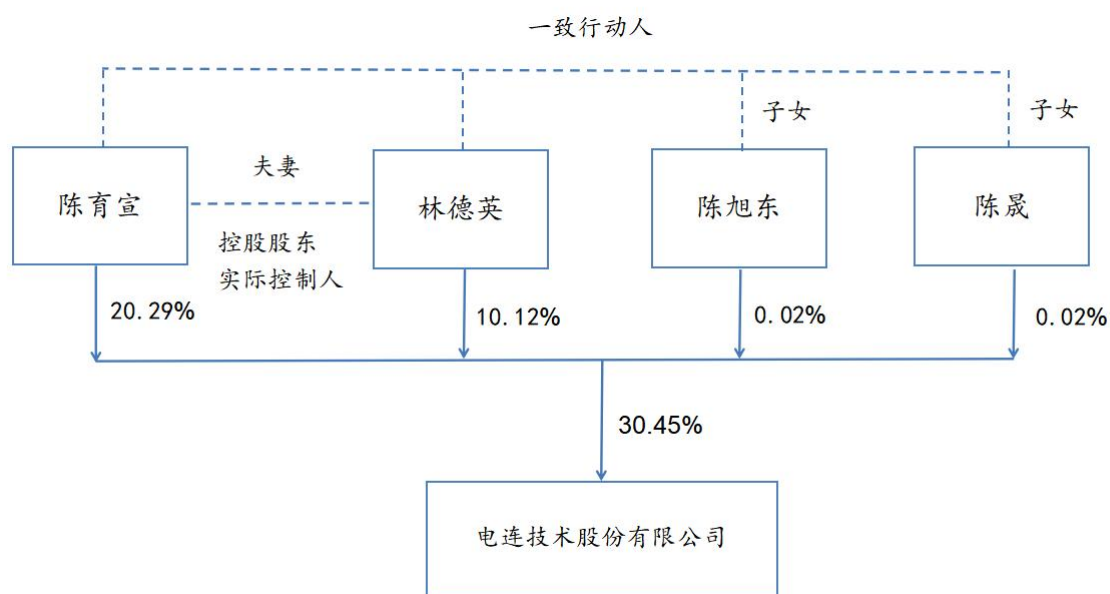 一致行动人
子女
子女
夫妻
陈育宣
林德英
陈旭东
陈晟
控股股东
实际控制人
20.29%
10.12%
0.02%
0.02%
30.45%
电连技术股份有限公司